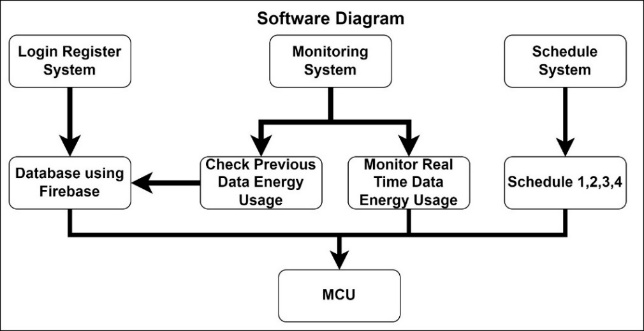 Software Diagram
Login Register
System
Monitoring
System
Schedule
System
Database using
Firebase
Check Previous
Data Energy
Usage
Monitor Real
Time Data
Energy Usage
Schedule 1,2,3,4
MCU